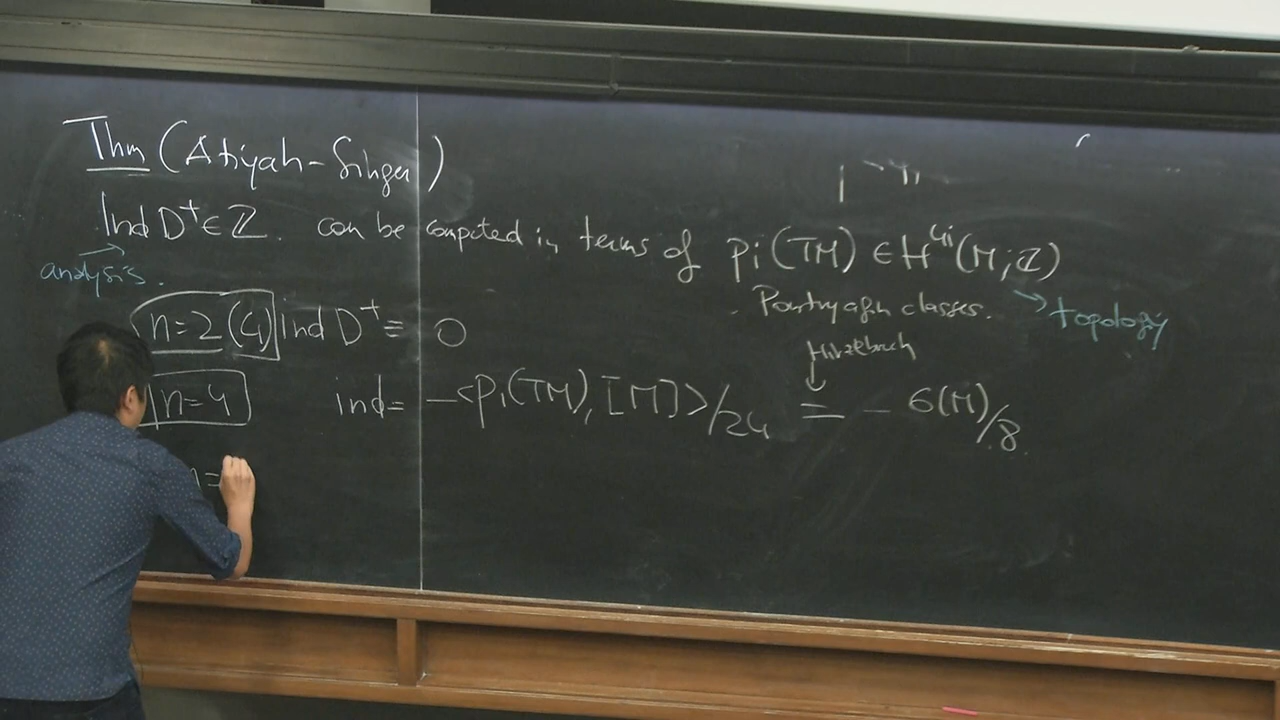 Thm (Atiyah-Singer)
Ind D⁺ ∈ ℤ. can be computed in terms of pᵢ(TM) ∈ H⁴ⁱ(M;ℤ)
analysis.
Pontryagin classes. → topology
n=2 (4) ind D⁺ = 0
Hirzebruch
↓
n=4 ind = -<p₁(TM), [M]>/24 = - σ(M)/8
n=